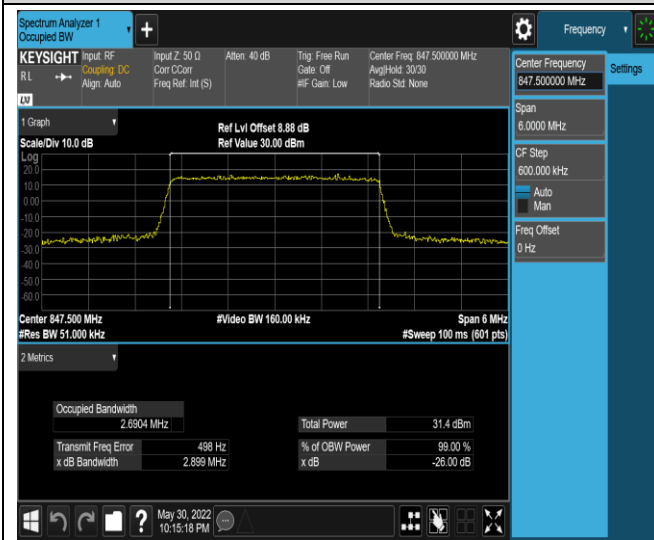 Spectrum Analyzer 1
Occupied BW
+
Frequency
KEYSIGHT
RL
Input: RF
Coupling: DC
Align: Auto
Input Z: 50 Ω
Corr CCorr
Freq Ref: Int (S)
Atten: 40 dB
Trig: Free Run
Gate: Off
#IF Gain: Low
Center Freq: 847.500000 MHz
Avg|Hold: 30/30
Radio Std: None
LXI
1 Graph
Scale/Div 10.0 dB
Ref Lvl Offset 8.88 dB
Ref Value 30.00 dBm
Log
20.0
10.0
0.00
-10.0
-20.0
-30.0
-40.0
-50.0
-60.0
Center 847.500 MHz
#Video BW 160.00 kHz
Span 6 MHz
#Res BW 51.000 kHz
#Sweep 100 ms (601 pts)
2 Metrics
Occupied Bandwidth
2.6904 MHz
Total Power 31.4 dBm
Transmit Freq Error 498 Hz
% of OBW Power 99.00 %
x dB Bandwidth 2.899 MHz
x dB -26.00 dB
?
May 30, 2022
10:15:18 PM
Center Frequency
847.500000 MHz
Settings
Span
6.0000 MHz
CF Step
600.000 kHz
Auto
Man
Freq Offset
0 Hz